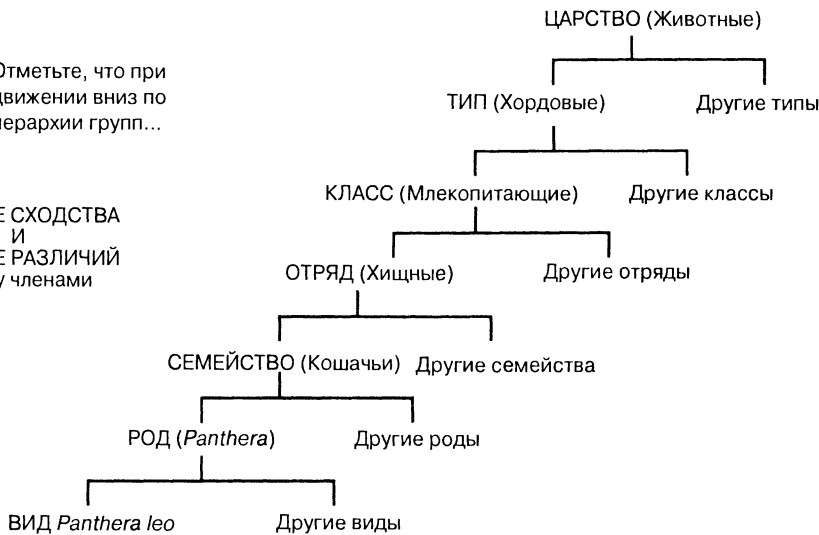 ЦАРСТВО (Животные)
Отметьте, что при
движении вниз по
иерархии групп...
ТИП (Хордовые)
Другие типы
КЛАСС (Млекопитающие)
Другие классы
СХОДСТВА
И
РАЗЛИЧИЙ
членами
ОТРЯД (Хищные)
Другие отряды
СЕМЕЙСТВО (Кошачьи)
Другие семейства
РОД (Panthera)
Другие роды
ВИД Panthera leo
Другие виды